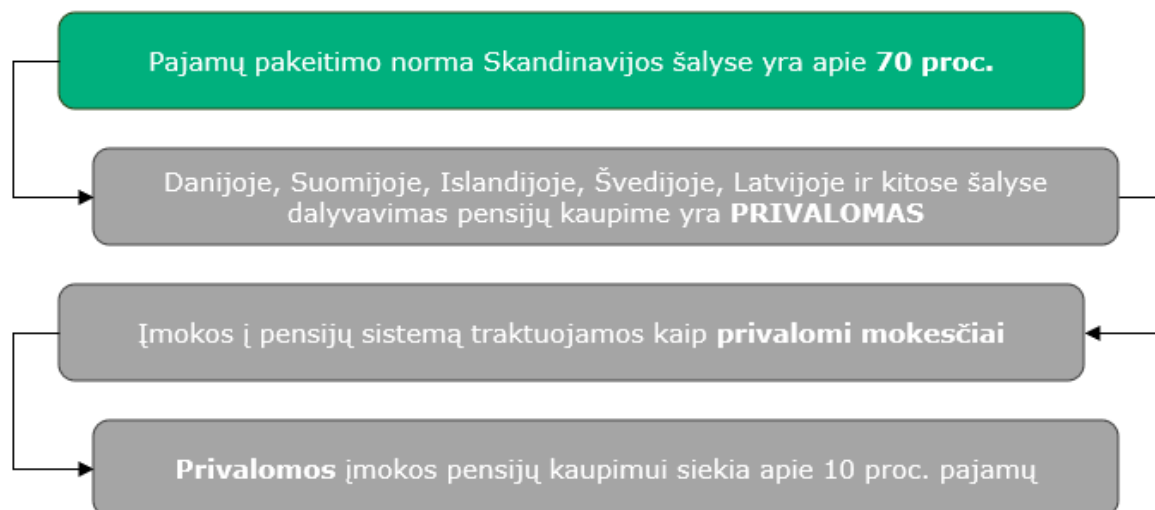 Pajamų pakeitimo norma Skandinavijos šalyse yra apie 70 proc.
Danijoje, Suomijoje, Islandijoje, Švedijoje, Latvijoje ir kitose šalyse
dalyvavimas pensijų kaupime yra PRIVALOMAS
Įmokos į pensijų sistemą traktuojamos kaip privalomi mokesčiai
Privalomos įmokos pensijų kaupimui siekia apie 10 proc. pajamų